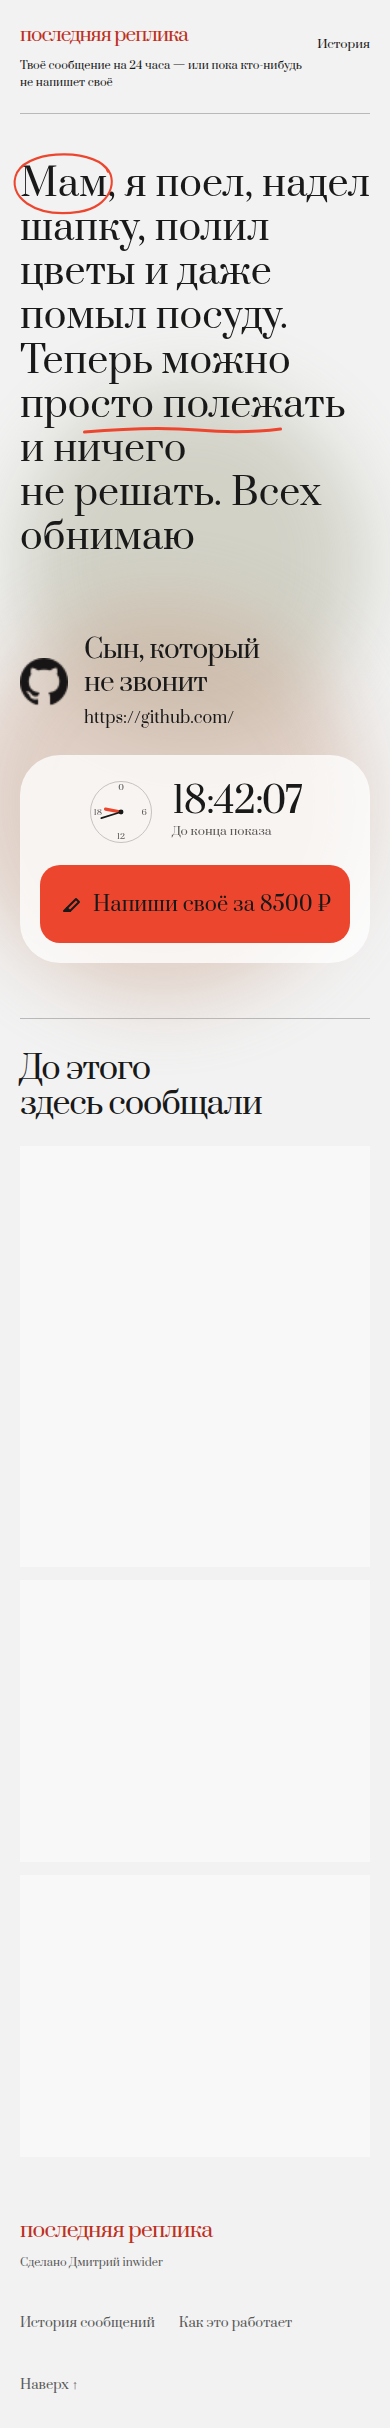 последняя реплика
История
Твоё сообщение на 24 часа — или пока кто-нибудь
не напишет своё
Мам, я поел, надел
шапку, полил
цветы и даже
помыл посуду.
Теперь можно
просто полежать
и ничего
не решать. Всех
обнимаю
Сын, который
не звонит
https://github.com/
0
18
6
12
18:42:07
До конца показа
Напиши своё за 8500 ₽
До этого
здесь сообщали
последняя реплика
Сделано Дмитрий inwider
История сообщений
Как это работает
Наверх ↑